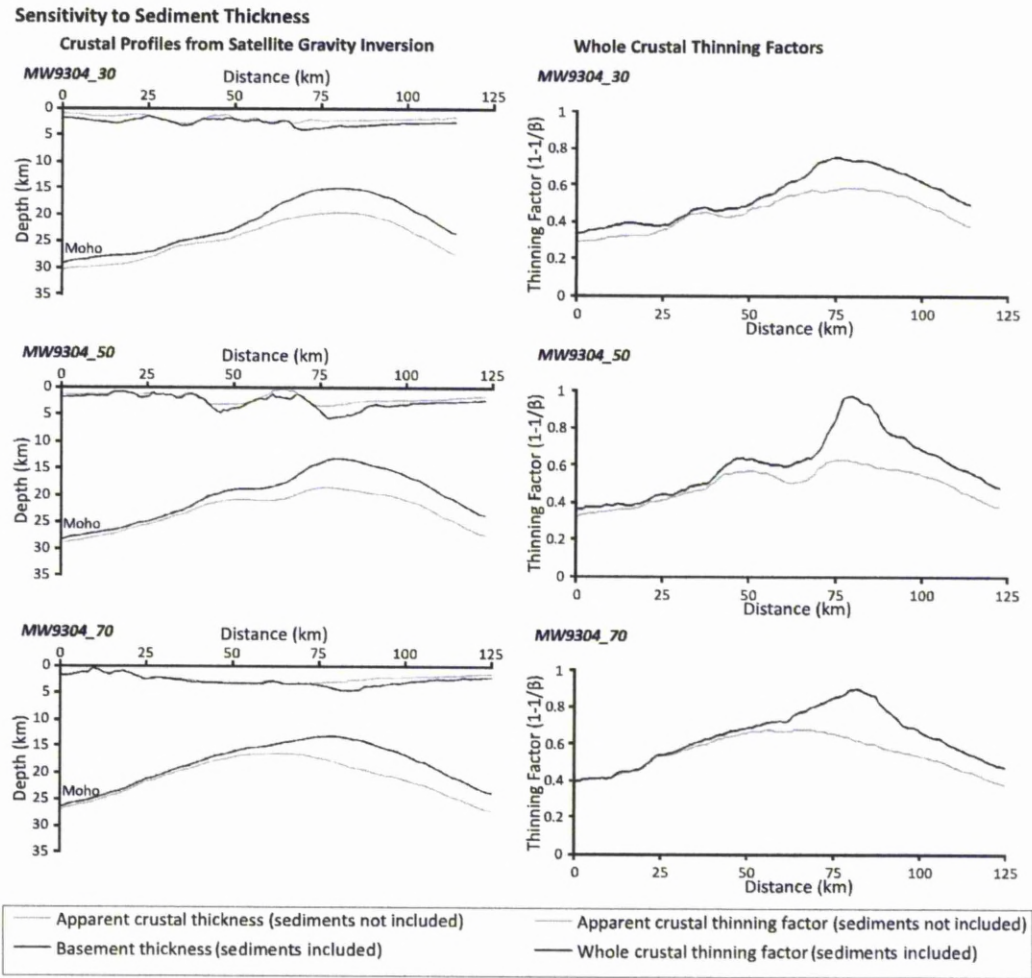 Sensitivity to Sediment Thickness
Crustal Profiles from Satellite Gravity Inversion
Whole Crustal Thinning Factors
MW9304_30
Distance (km)
0 25 50 75 100 125
Depth (km)
0
5
10
15
20
25
30
35
Moho
MW9304_30
Thinning Factor (1-1/β)
1
0.8
0.6
0.4
0.2
0
0 25 50 75 100 125
Distance (km)
MW9304_50
Distance (km)
0 25 50 75 100 125
Depth (km)
0
5
10
15
20
25
30
35
Moho
MW9304_50
Thinning Factor (1-1/β)
1
0.8
0.6
0.4
0.2
0
0 25 50 75 100 125
Distance (km)
MW9304_70
Distance (km)
0 25 50 75 100 125
Depth (km)
0
5
10
15
20
25
30
35
Moho
MW9304_70
Thinning Factor (1-1/β)
1
0.8
0.6
0.4
0.2
0
0 25 50 75 100 125
Distance (km)
Apparent crustal thickness (sediments not included)
Basement thickness (sediments included)
Apparent crustal thinning factor (sediments not included)
Whole crustal thinning factor (sediments included)